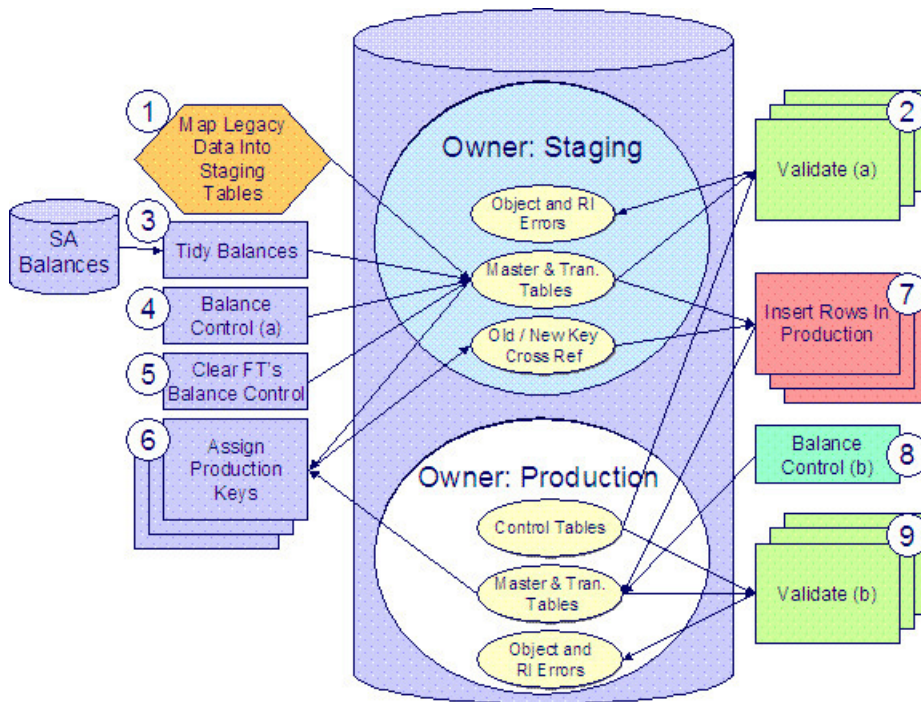 1
Map Legacy
Data Into
Staging
Tables
SA
Balances
3
Tidy Balances
4
Balance
Control (a)
5
Clear FT's
Balance Control
6
Assign
Production
Keys
Owner: Staging
Object and RI
Errors
Master & Tran.
Tables
Old / New Key
Cross Ref
Owner: Production
Control Tables
Master & Tran.
Tables
Object and
RI Errors
2
Validate (a)
7
Insert Rows In
Production
8
Balance
Control (b)
9
Validate (b)